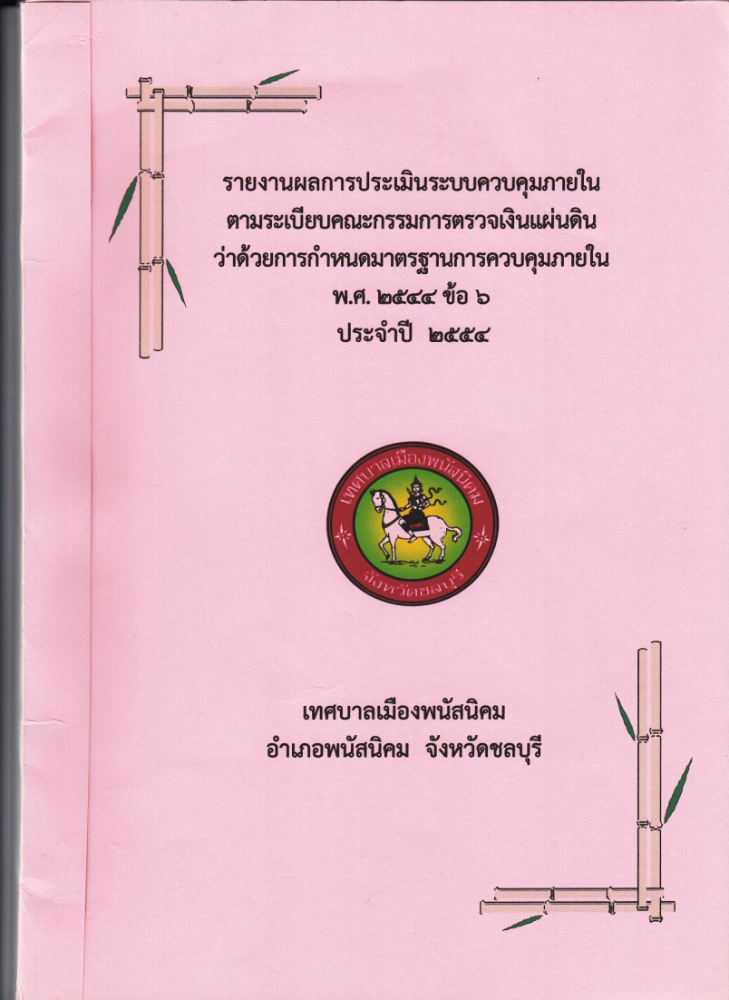 รายงานผลการประเมินระบบควบคุมภายใน
ตามระเบียบคณะกรรมการตรวจเงินแผ่นดิน
ว่าด้วยการกำหนดมาตรฐานการควบคุมภายใน
พ.ศ. ๒๕๔๔ ข้อ ๖
ประจำปี ๒๕๕๔
เทศบาลเมืองพนัสนิคม
จังหวัดชลบุรี
เทศบาลเมืองพนัสนิคม
อำเภอพนัสนิคม จังหวัดชลบุรี